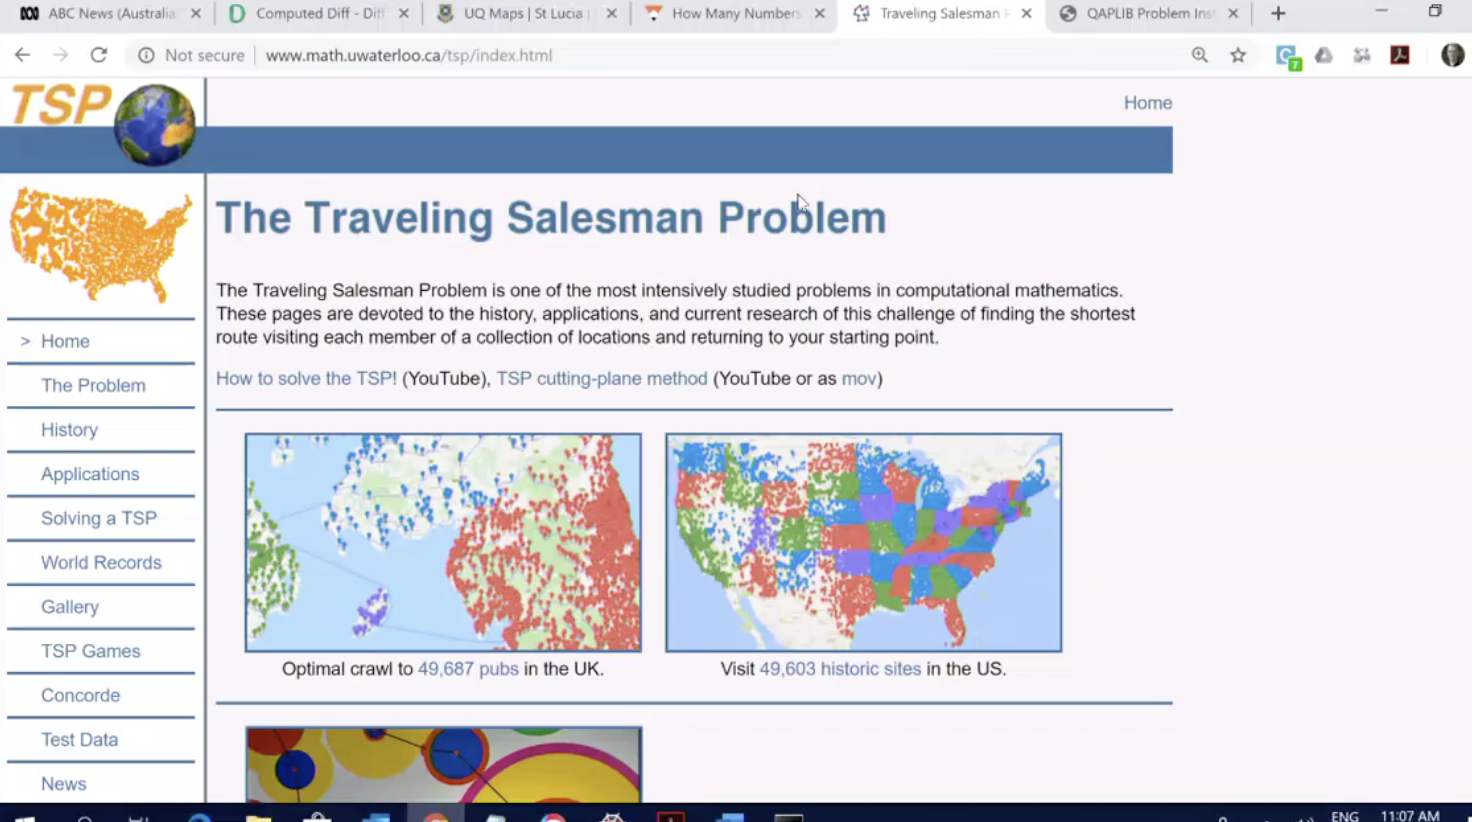 ABC News (Australia
Computed Diff - Diff
UQ Maps | St Lucia
How Many Numbers
Traveling Salesman
QAPLIB Problem Inst
Not secure
www.math.uwaterloo.ca/tsp/index.html
7
TSP
Home
The Traveling Salesman Problem
The Traveling Salesman Problem is one of the most intensively studied problems in computational mathematics.
These pages are devoted to the history, applications, and current research of this challenge of finding the shortest
route visiting each member of a collection of locations and returning to your starting point.
How to solve the TSP! (YouTube), TSP cutting-plane method (YouTube or as mov)
> Home
The Problem
History
Applications
Solving a TSP
World Records
Gallery
TSP Games
Concorde
Test Data
News
Optimal crawl to 49,687 pubs in the UK.
Visit 49,603 historic sites in the US.
ENG
11:07 AM